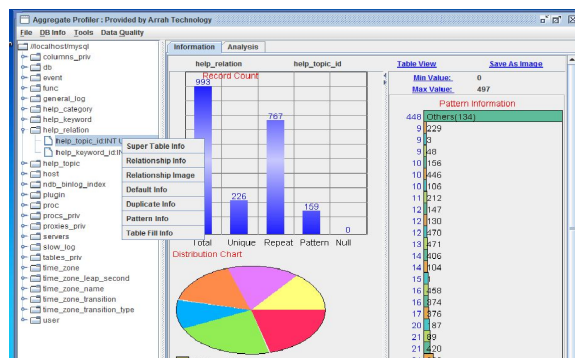 Aggregate Profiler : Provided by Arrah Technology
File DB Info Tools Data Quality
//localhost/mysql
columns_priv
db
event
func
general_log
help_category
help_keyword
help_relation
help_topic_id:INT U
help_keyword_id:IN
help_topic
host
ndb_binlog_index
plugin
proc
procs_priv
proxies_priv
servers
slow_log
tables_priv
time_zone
time_zone_leap_second
time_zone_name
time_zone_transition
time_zone_transition_type
user
Super Table Info
Relationship Info
Relationship Image
Default Info
Duplicate Info
Pattern Info
Table Fill Info
Information Analysis
help_relation help_topic_id
Record Count
993
226
767
159
0
Total Unique Repeat Pattern Null
Distribution Chart
Table View Save As Image
Min Value: 0
Max Value: 497
Pattern Information
448 Others(134)
9 229
9 3
9 48
10 156
10 446
10 106
11 212
12 147
12 130
12 470
13 471
14 406
14 104
15
16 458
16 374
17 376
20 187
21 89
21 420